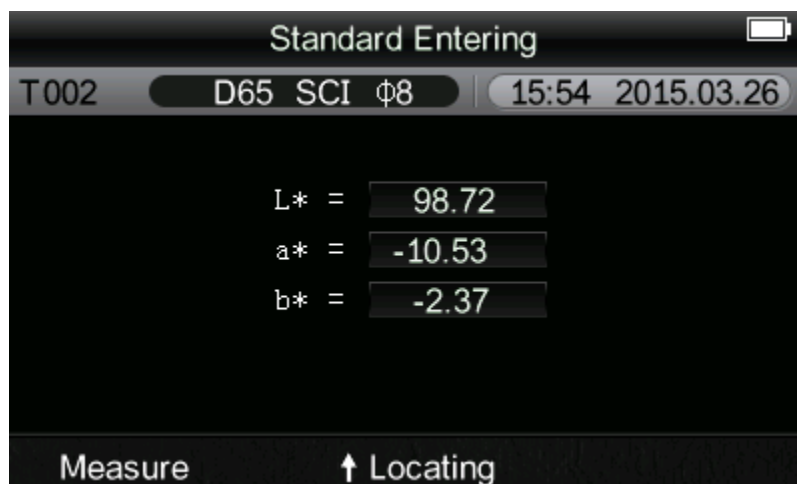 Standard Entering
T002 D65 SCI Φ8 15:54 2015.03.26
L* = 98.72
a* = -10.53
b* = -2.37
Measure ↑ Locating